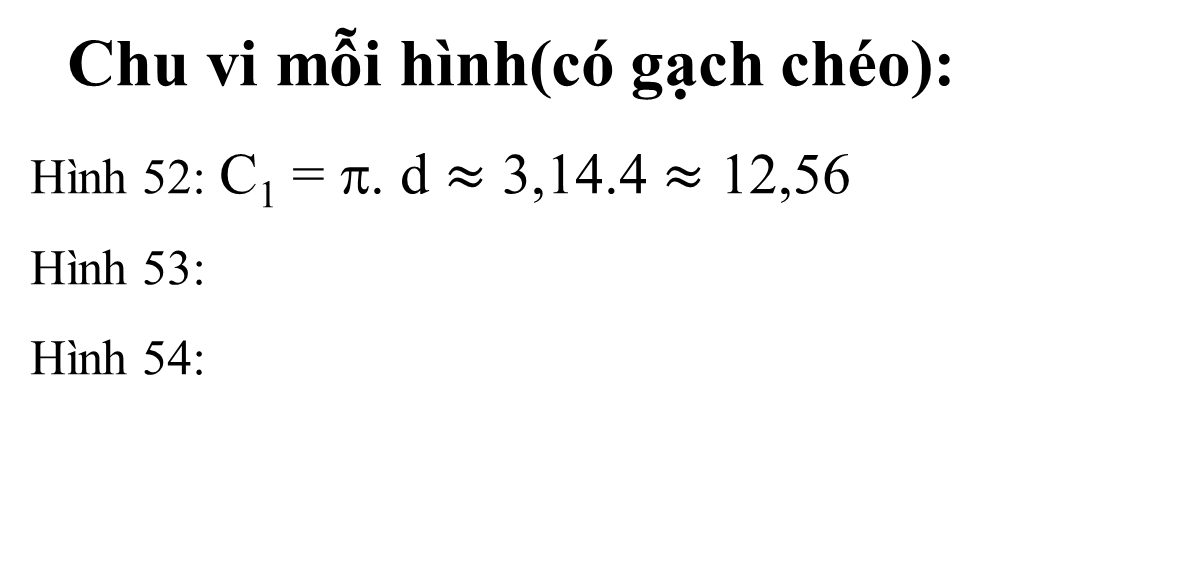 Chu vi mỗi hình(có gạch chéo):
Hình 52: C₁ = π. d ≈ 3,14.4 ≈ 12,56
Hình 53:
Hình 54: